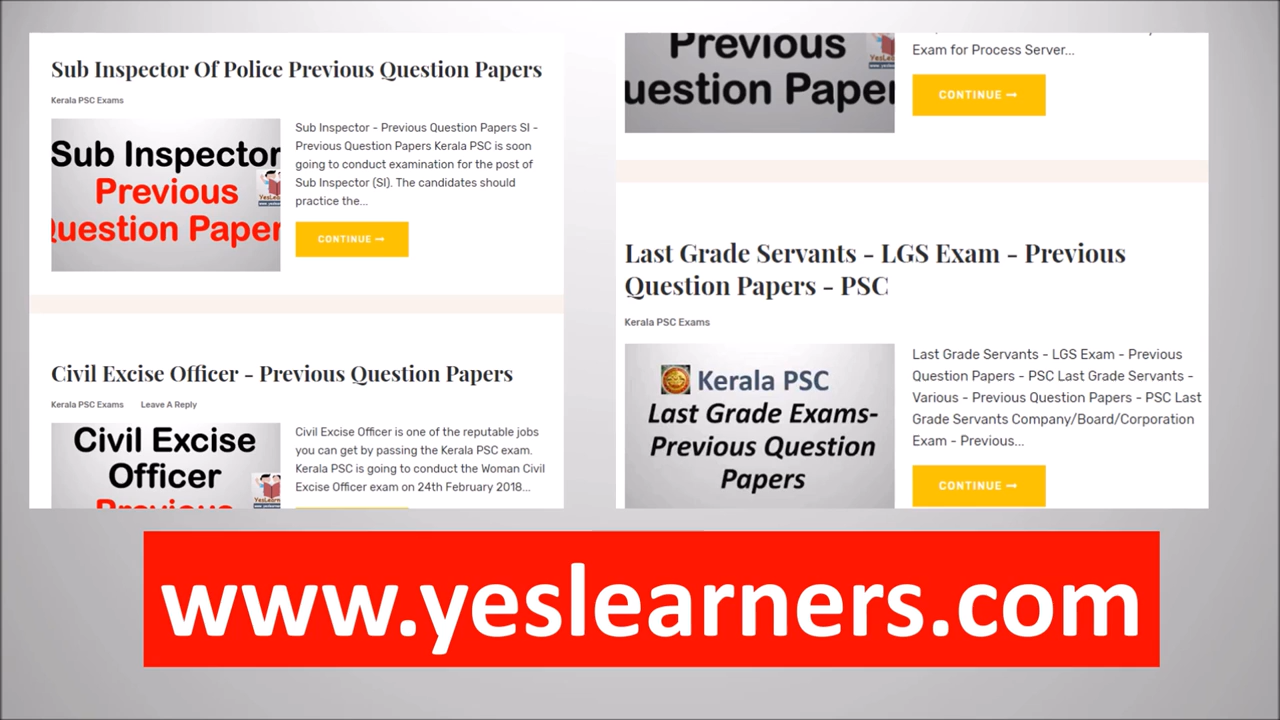 Sub Inspector Of Police Previous Question Papers
Kerala PSC Exams
Sub Inspector
Previous
Question Paper
Sub Inspector - Previous Question Papers SI -
Previous Question Papers Kerala PSC is soon
going to conduct examination for the post of
Sub Inspector (SI). The candidates should
practice the...
CONTINUE →
Civil Excise Officer - Previous Question Papers
Kerala PSC Exams Leave A Reply
Civil Excise
Officer
Previous
Civil Excise Officer is one of the reputable jobs
you can get by passing the Kerala PSC exam.
Kerala PSC is going to conduct the Woman Civil
Excise Officer exam on 24th February 2018...
Previous
uestion Paper
Exam for Process Server...
CONTINUE →
Last Grade Servants - LGS Exam - Previous
Question Papers - PSC
Kerala PSC Exams
Kerala PSC
Last Grade Exams-
Previous Question
Papers
Last Grade Servants - LGS Exam - Previous
Question Papers - PSC Last Grade Servants -
Various - Previous Question Papers - PSC Last
Grade Servants Company/Board/Corporation
Exam - Previous...
CONTINUE →
www.yeslearners.com